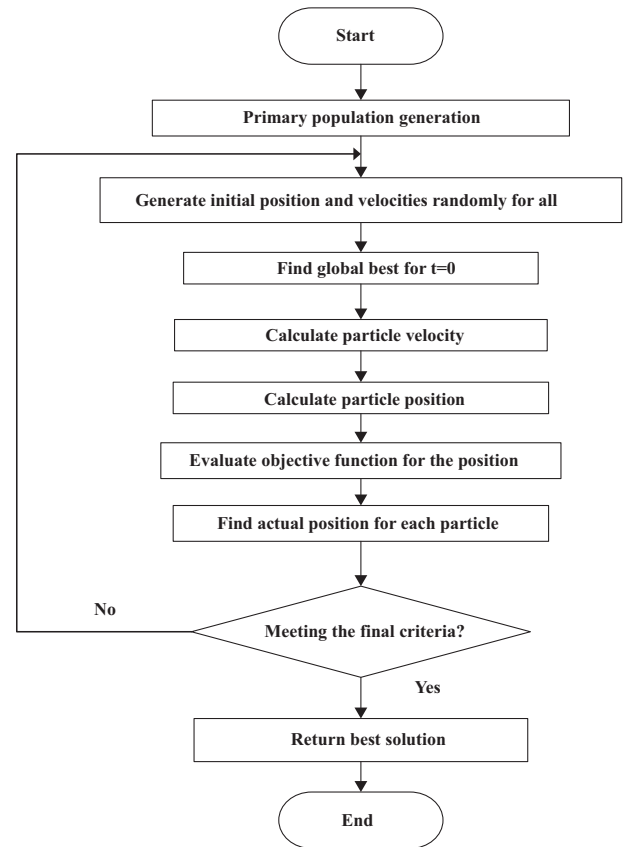 Start
Primary population generation
Generate initial position and velocities randomly for all
Find global best for t=0
Calculate particle velocity
Calculate particle position
Evaluate objective function for the position
Find actual position for each particle
No
Meeting the final criteria?
Yes
Return best solution
End